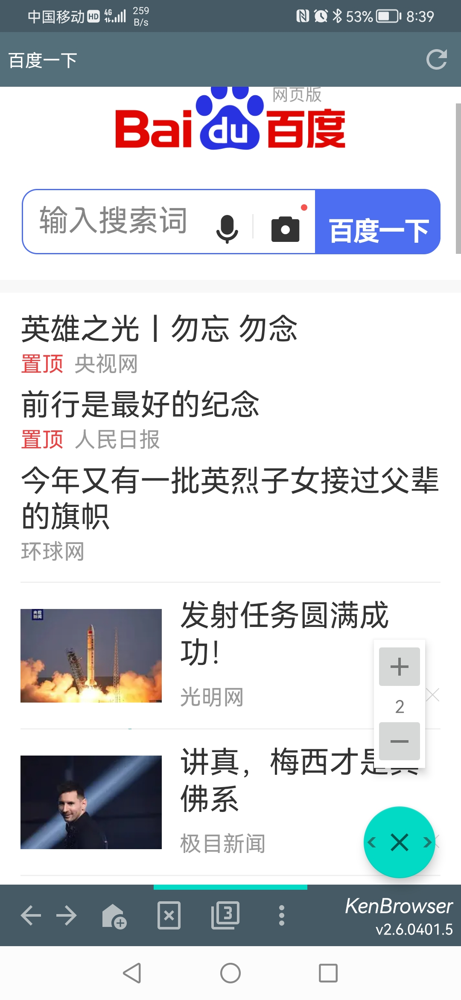 中国移动 HD 4G 259 B/s 53% 8:39
百度一下
网页版
Bai du 百度
输入搜索词 百度一下
英雄之光丨勿忘 勿念
置顶 央视网
前行是最好的纪念
置顶 人民日报
今年又有一批英烈子女接过父辈
的旗帜
环球网
央视新闻
发射任务圆满成
功！
光明网
+
2
−
讲真，梅西才是真
佛系
极目新闻
3
KenBrowser
v2.6.0401.5